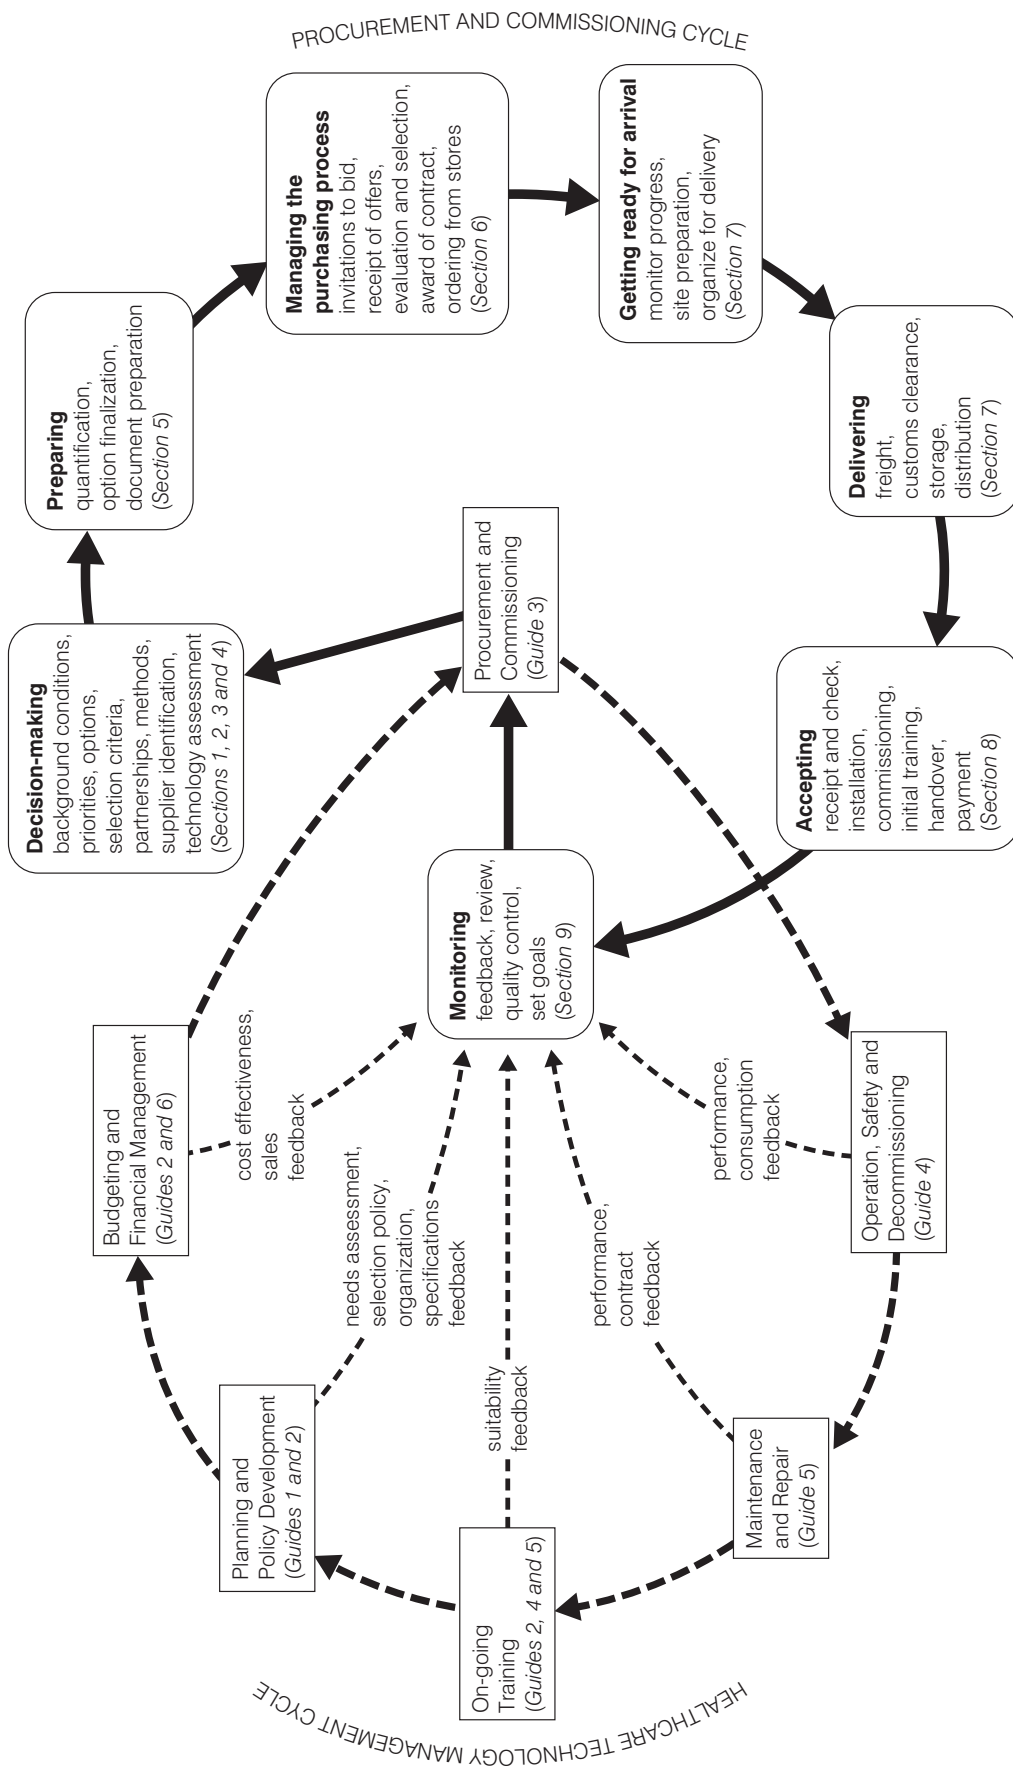 PROCUREMENT AND COMMISSIONING CYCLE
Decision-making
background conditions,
priorities, options,
selection criteria,
partnerships, methods,
supplier identification,
technology assessment
(Sections 1, 2, 3 and 4)
Preparing
quantification,
option finalization,
document preparation
(Section 5)
Managing the
purchasing process
invitations to bid,
receipt of offers,
evaluation and selection,
award of contract,
ordering from stores
(Section 6)
Getting ready for arrival
monitor progress,
site preparation,
organize for delivery
(Section 7)
Delivering
freight,
customs clearance,
storage,
distribution
(Section 7)
Accepting
receipt and check,
installation,
commissioning,
initial training,
handover,
payment
(Section 8)
Monitoring
feedback, review,
quality control,
set goals
(Section 9)
Procurement and
Commissioning
(Guide 3)
Budgeting and
Financial Management
(Guides 2 and 6)
cost effectiveness,
sales
feedback
Planning and
Policy Development
(Guides 1 and 2)
needs assessment,
selection policy,
organization,
specifications
feedback
On-going
Training
(Guides 2, 4 and 5)
suitability
feedback
Maintenance
and Repair
(Guide 5)
performance,
contract
feedback
Operation, Safety and
Decommissioning
(Guide 4)
performance,
consumption
feedback
HEALTHCARE TECHNOLOGY MANAGEMENT CYCLE